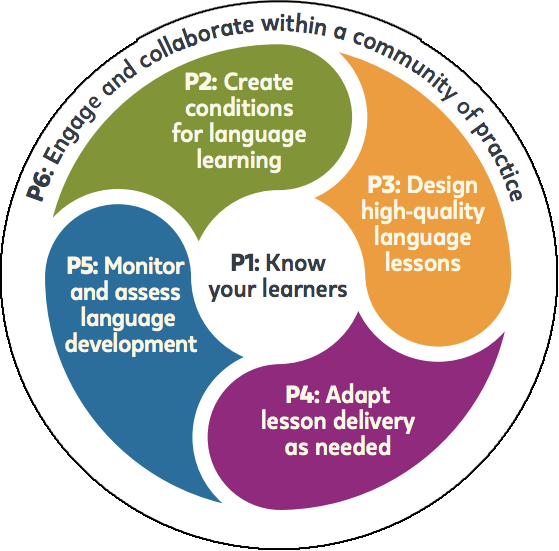 P6: Engage and collaborate within a community of practice
P2: Create
conditions
for language
learning
P3: Design
high-quality
language
lessons
P1: Know
your learners
P5: Monitor
and assess
language
development
P4: Adapt
lesson delivery
as needed